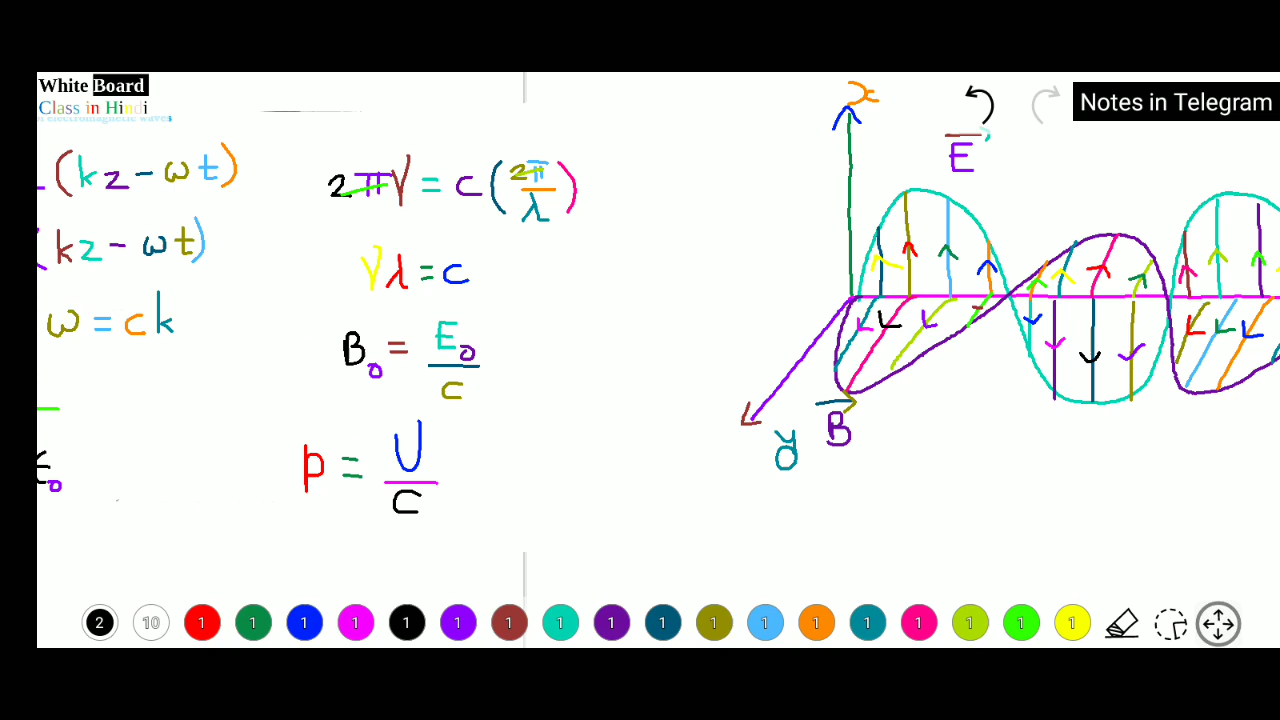 White Board
Class in Hindi
electromagnetic waves
Notes in Telegram
(kz - ωt)
kz - ωt)
ω = ck
2πν = c(2π/λ)
νλ = c
B₀ = E₀/c
p = U/c
x
E
y
B
2 10 1 1 1 1 1 1 1 1 1 1 1 1 1 1 1 1 1 1